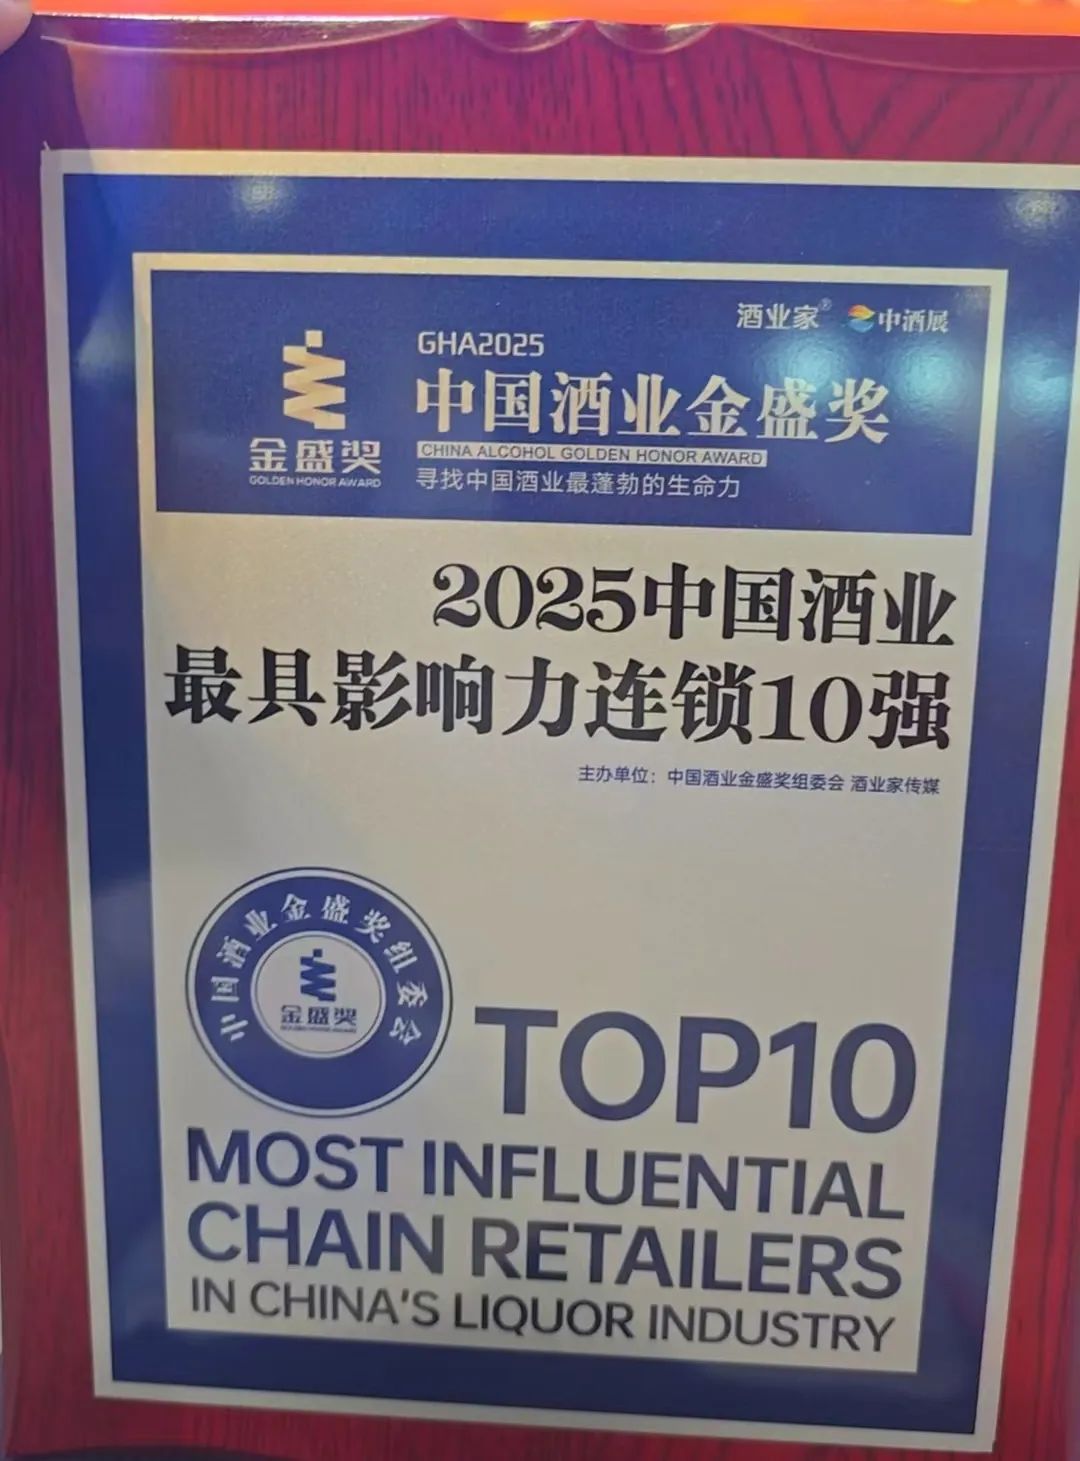 酒业家® 中酒展
GHA2025
中国酒业金盛奖
CHINA ALCOHOL GOLDEN HONOR AWARD
寻找中国酒业最蓬勃的生命力
金盛奖
GOLDEN HONOR AWARD
2025中国酒业
最具影响力连锁10强
主办单位：中国酒业金盛奖组委会 酒业家传媒
中国酒业金盛奖组委会
金盛奖
GOLDEN HONOR AWARD
TOP10
MOST INFLUENTIAL
CHAIN RETAILERS
IN CHINA'S LIQUOR INDUSTRY